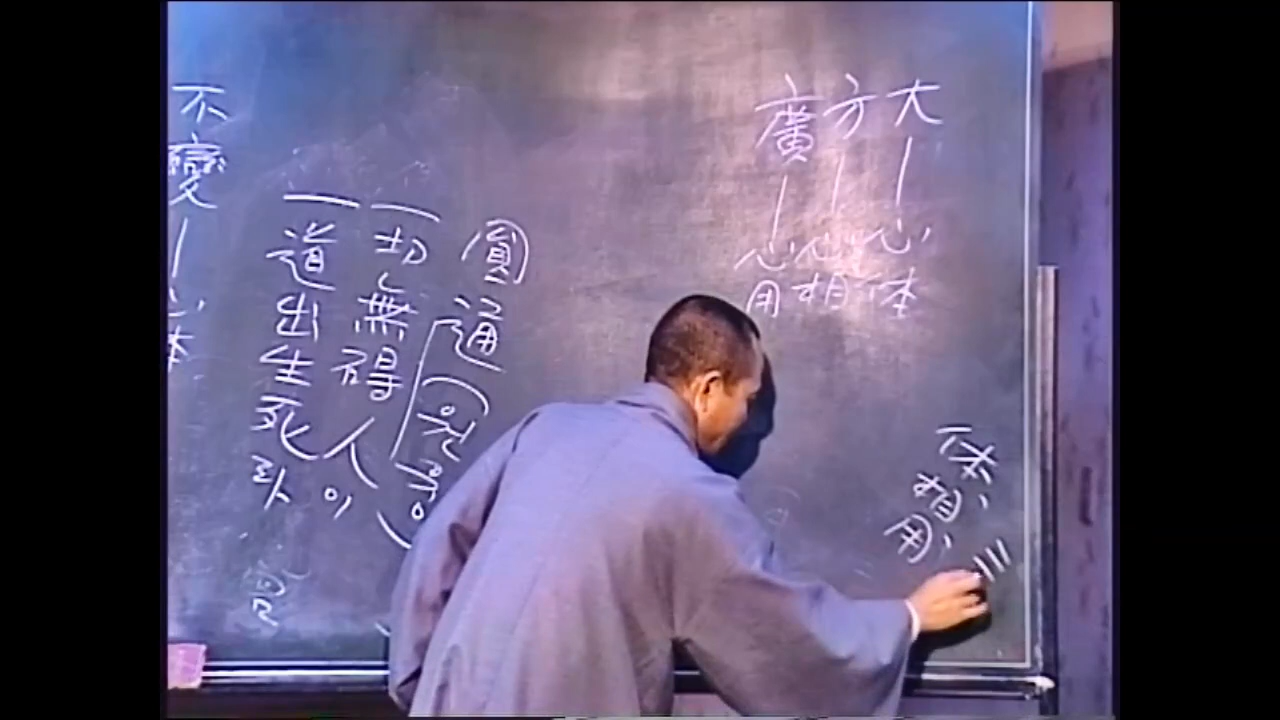 大 | 心体
方 | 心相
廣 | 心用
体、相、用、三
圓通(원
一切無碍人이
一道出生死라
不變 | 心体